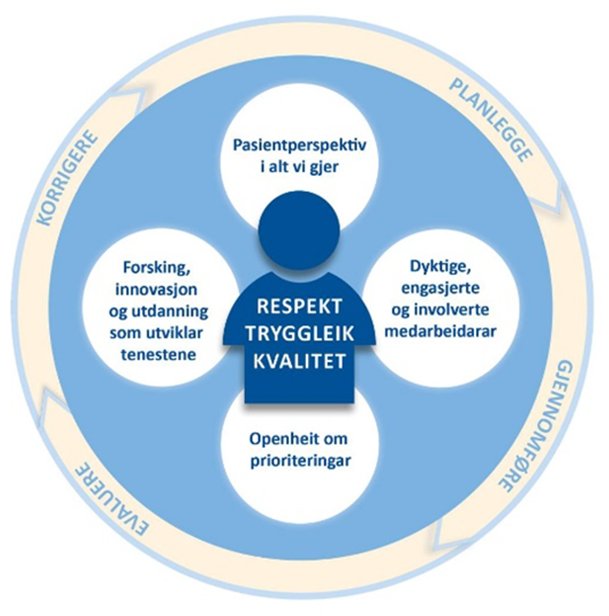 PLANLEGGE
GJENNOMFØRE
EVALUERE
KORRIGERE
Pasientperspektiv
i alt vi gjer
Forsking,
innovasjon
og utdanning
som utviklar
tenestene
RESPEKT
TRYGGLEIK
KVALITET
Dyktige,
engasjerte
og involverte
medarbeidarar
Openheit om
prioriteringar